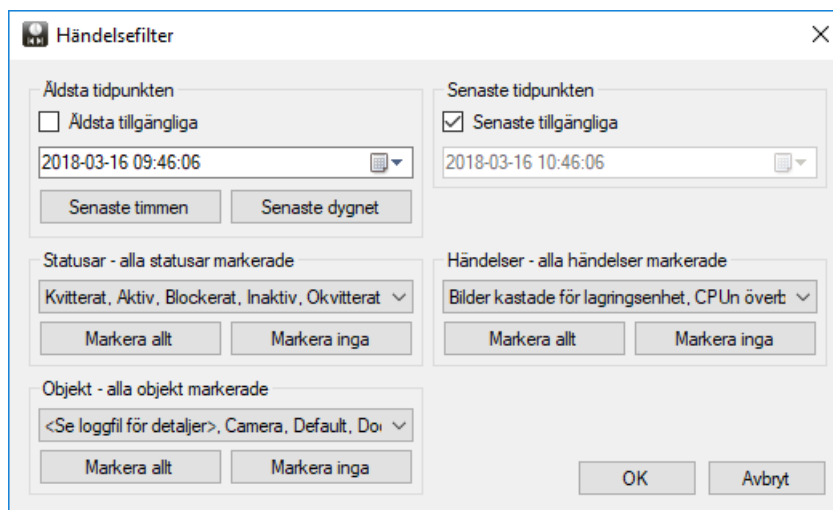 Händelsefilter
Äldsta tidpunkten
Äldsta tillgängliga
2018-03-16 09:46:06
Senaste timmen
Senaste dygnet
Senaste tidpunkten
Senaste tillgängliga
2018-03-16 10:46:06
Statusar - alla statusar markerade
Kvitterat, Aktiv, Blockerat, Inaktiv, Okvitterat
Markera allt
Markera inga
Händelser - alla händelser markerade
Bilder kastade för lagringsenhet, CPUn överb
Markera allt
Markera inga
Objekt - alla objekt markerade
<Se loggfil för detaljer>, Camera, Default, Do
Markera allt
Markera inga
OK
Avbryt